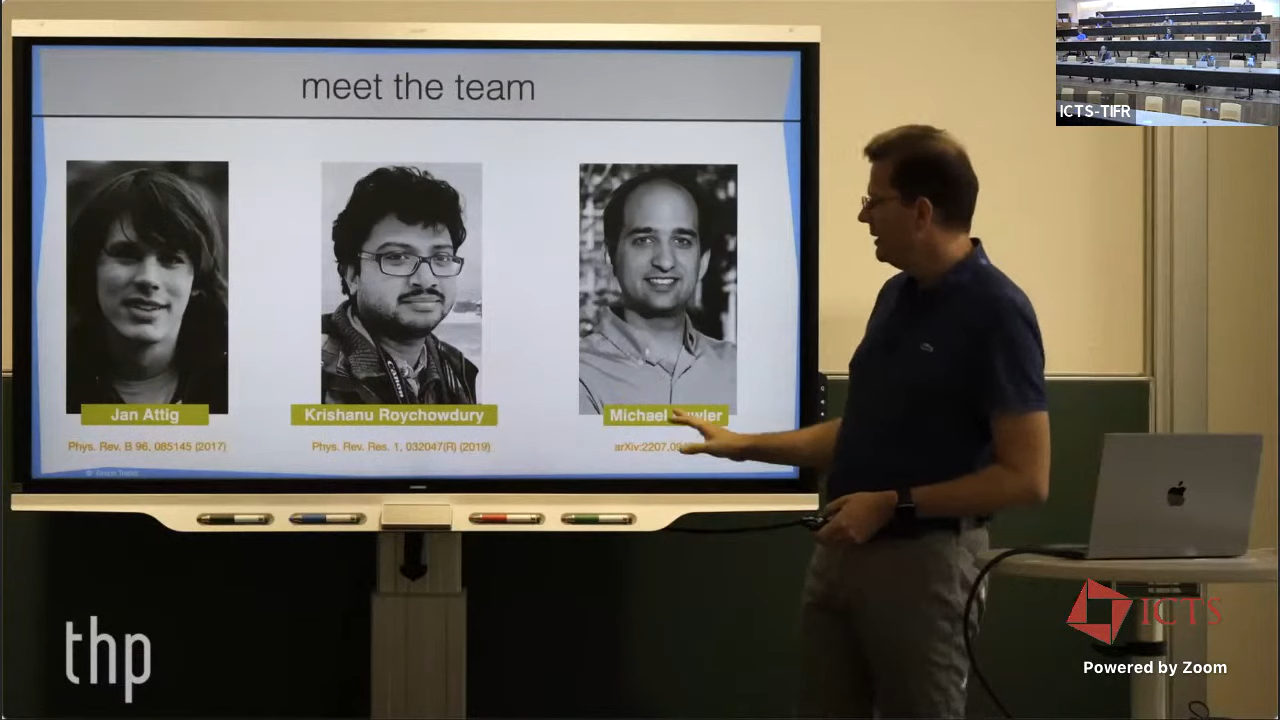 meet the team
ICTS-TIFR
Jan Attig
Krishanu Roychowdury
Michael
Phys. Rev. B 96, 085145 (2017)
Phys. Rev. Res. 1, 032047(R) (2019)
thp
ICTS
Powered by Zoom